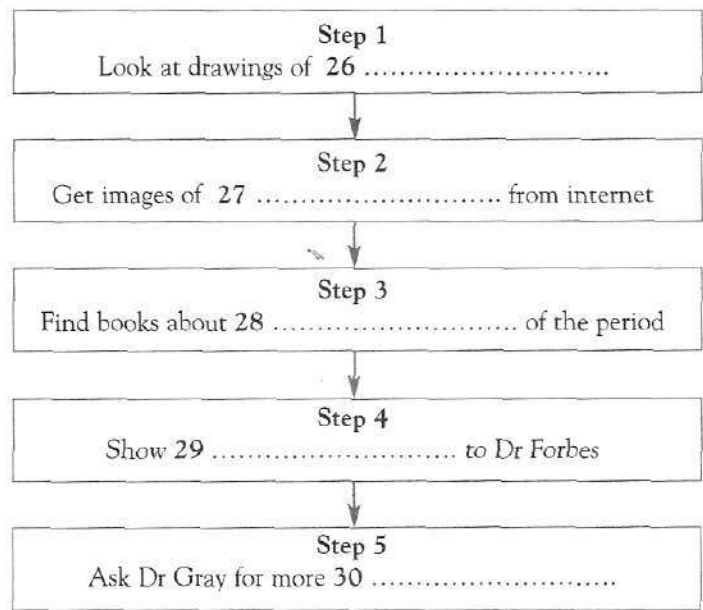 Step 1
Look at drawings of 26 ..............................
Step 2
Get images of 27 .............................. from internet
Step 3
Find books about 28 .............................. of the period
Step 4
Show 29 .............................. to Dr Forbes
Step 5
Ask Dr Gray for more 30 ..............................